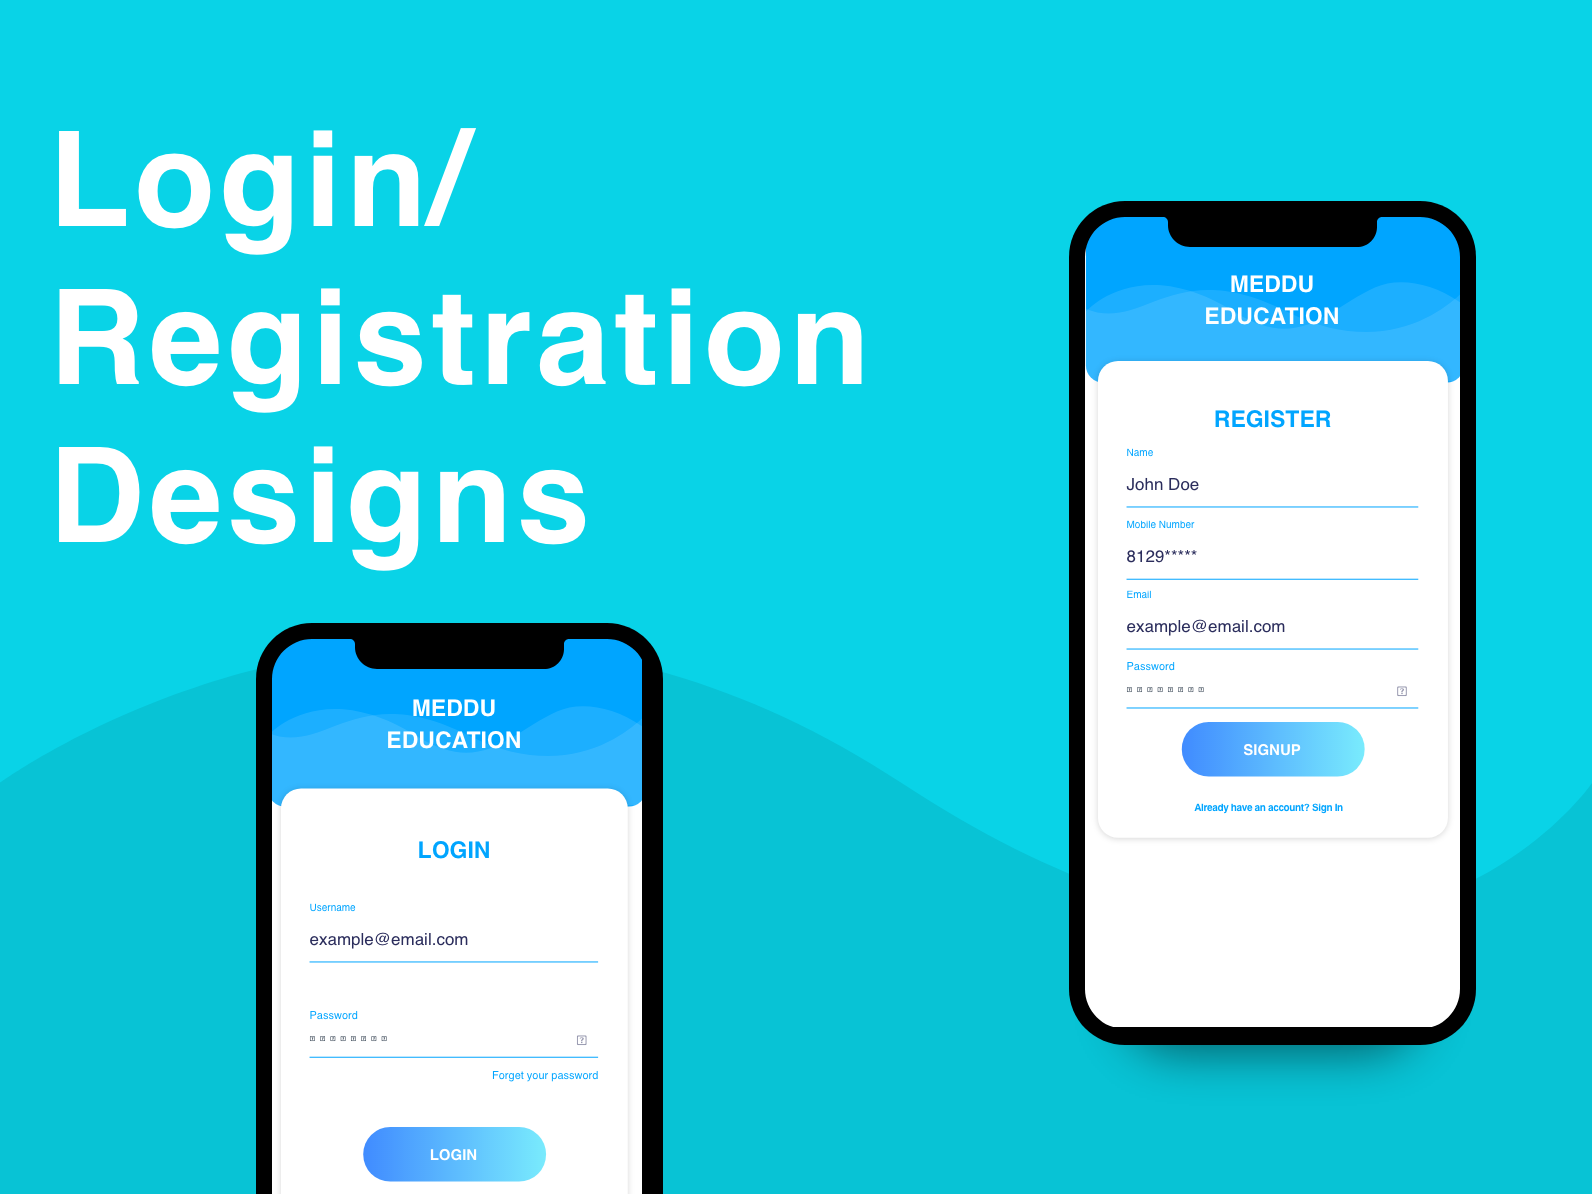 Login/
Registration
Designs
MEDDU
EDUCATION
LOGIN
Username
example@email.com
Password
Forget your password
LOGIN
MEDDU
EDUCATION
REGISTER
Name
John Doe
Mobile Number
8129*****
Email
example@email.com
Password
SIGNUP
Already have an account? Sign In